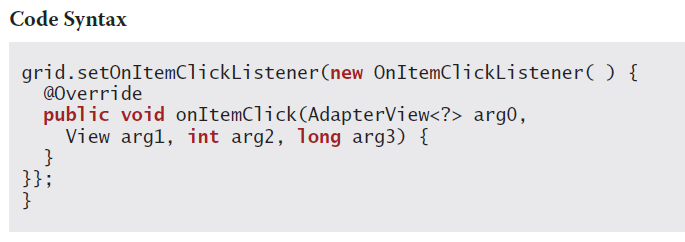 Code Syntax
grid.setOnItemClickListener(new OnItemClickListener( ) {
@Override
public void onItemClick(AdapterView<?> arg0,
View arg1, int arg2, long arg3) {
}
}};
}